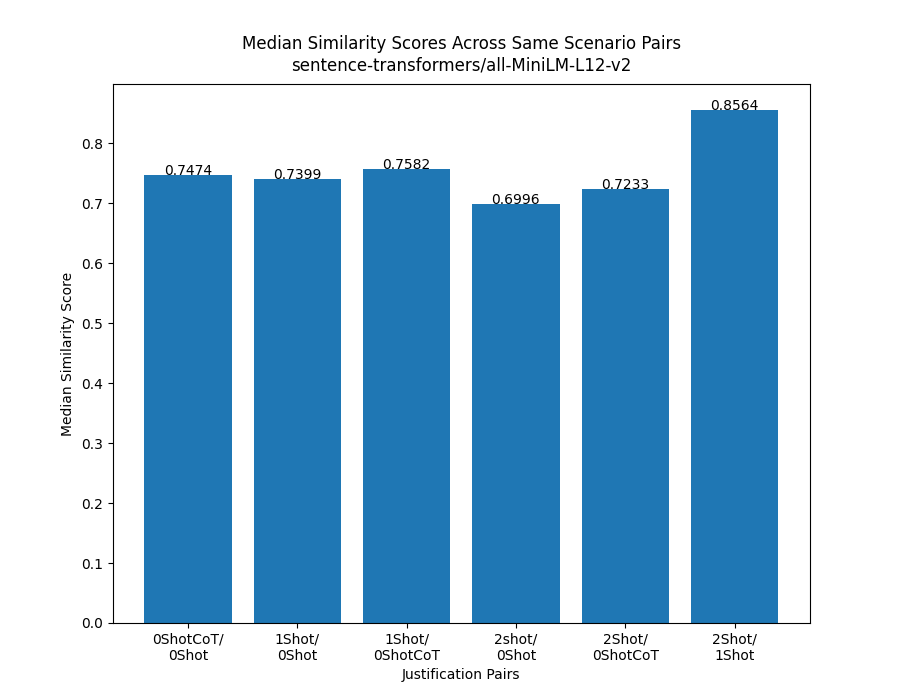 Median Similarity Scores Across Same Scenario Pairs
sentence-transformers/all-MiniLM-L12-v2
Median Similarity Score
0.8
0.7
0.6
0.5
0.4
0.3
0.2
0.1
0.0
0.7474
0.7399
0.7582
0.6996
0.7233
0.8564
0ShotCoT/
0Shot
1Shot/
0Shot
1Shot/
0ShotCoT
2shot/
0Shot
2Shot/
0ShotCoT
2Shot/
1Shot
Justification Pairs